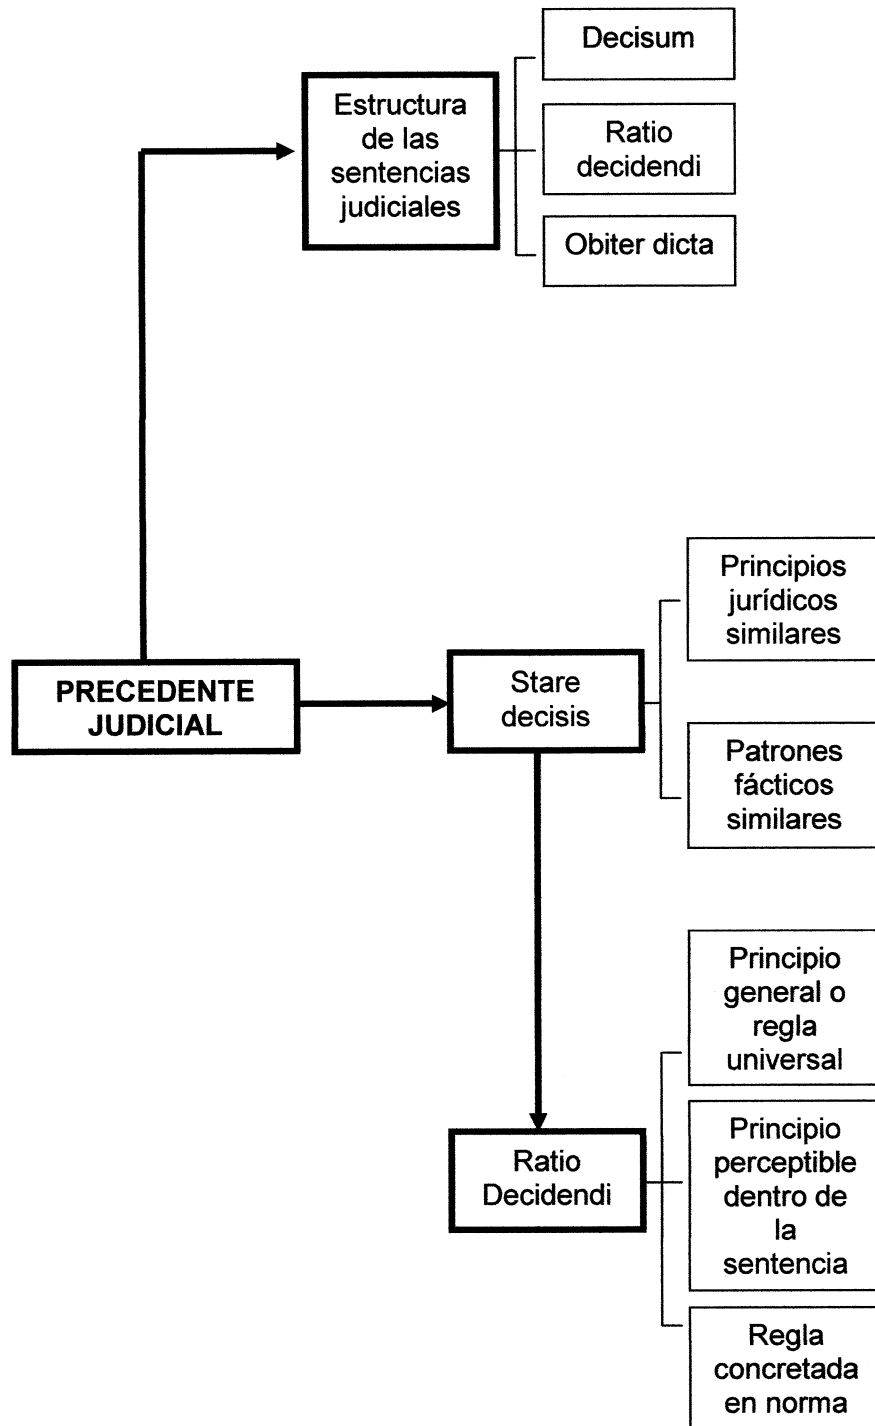 Decisum
Estructura
de las
sentencias
judiciales
Ratio
decidendi
Obiter dicta
Principios
jurídicos
similares
PRECEDENTE
JUDICIAL
Stare
decisis
Patrones
fácticos
similares
Principio
general o
regla
universal
Ratio
Decidendi
Principio
perceptible
dentro de
la
sentencia
Regla
concretada
en norma